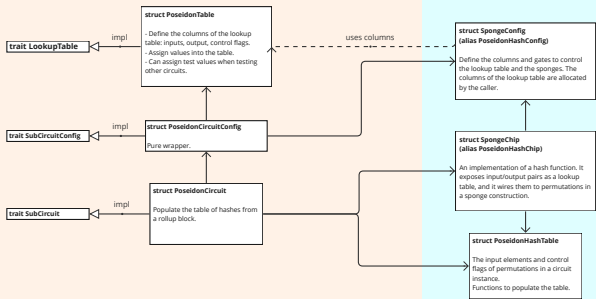 struct PoseidonTable
- Define the columns of the lookup
table: inputs, output, control flags.
- Assign values into the table.
- Can assign test values when testing
other circuits.
impl
trait LookupTable
uses columns
struct SpongeConfig
(alias PoseidonHashConfig)
Define the columns and gates to control
the lookup table and the sponges. The
columns of the lookup table are allocated
by the caller.
impl
trait SubCircuitConfig
struct PoseidonCircuitConfig
Pure wrapper.
struct SpongeChip
(alias PoseidonHashChip)
An implementation of a hash function. It
exposes input/output pairs as a lookup
table, and it wires them to permutations in
a sponge construction.
impl
trait SubCircuit
struct PoseidonCircuit
Populate the table of hashes from
a rollup block.
struct PoseidonHashTable
The input elements and control
flags of permutations in a circuit
instance.
Functions to populate the table.